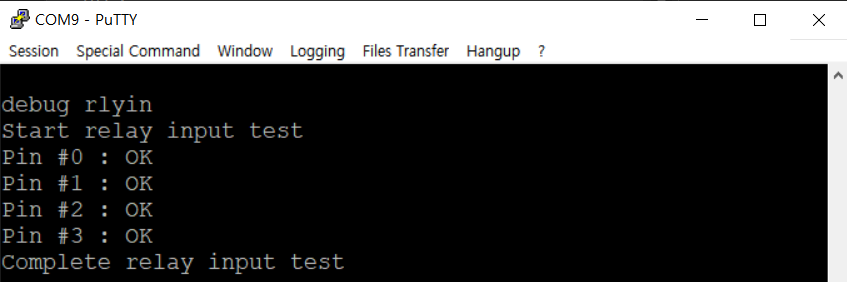 COM9 - PuTTY
Session Special Command Window Logging Files Transfer Hangup ?
debug rlyin
Start relay input test
Pin #0 : OK
Pin #1 : OK
Pin #2 : OK
Pin #3 : OK
Complete relay input test